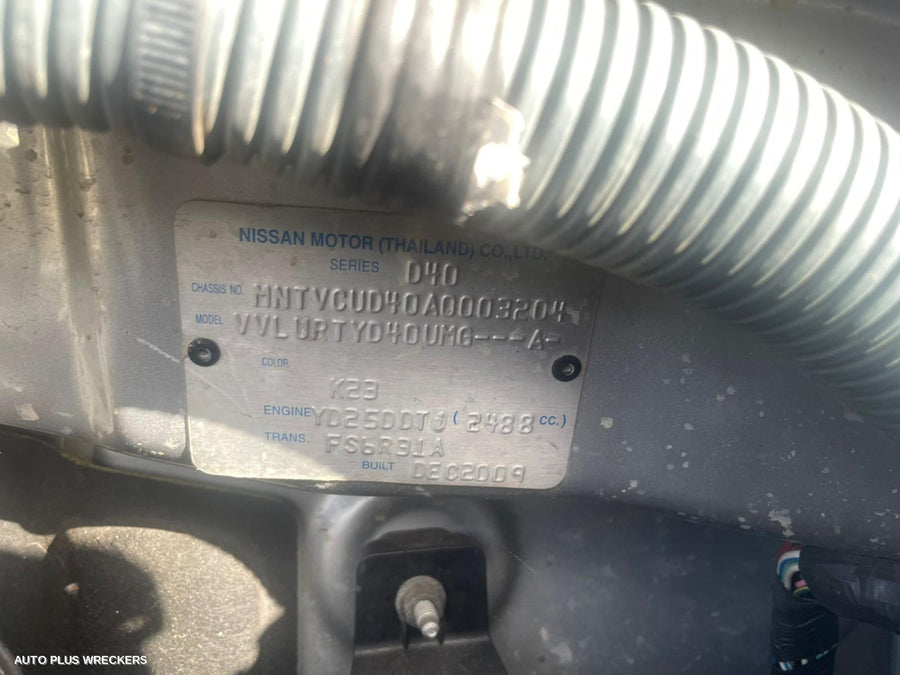 NISSAN MOTOR (THAILAND) CO.,LTD.
SERIES D40
CHASSIS NO. MNTVCUD40A0003204
MODEL VVLURTYD40UMG---A-
COLOR
K23
ENGINE YD25DDTJ (2488 CC.)
TRANS. FS6R31A
BUILT DEC2009
AUTO PLUS WRECKERS